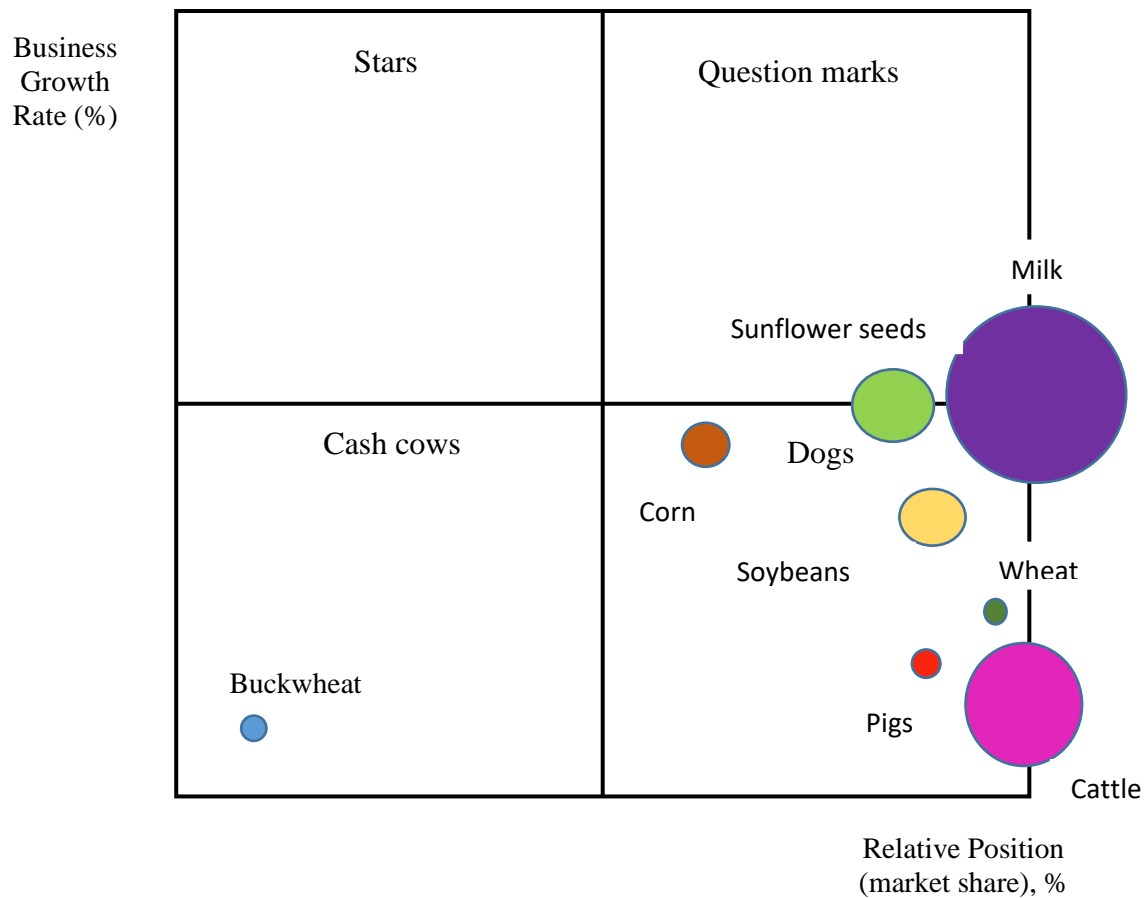 Business
Growth
Rate (%)
Stars
Question marks
Milk
Sunflower seeds
Cash cows
Dogs
Corn
Soybeans
Wheat
Buckwheat
Pigs
Cattle
Relative Position
(market share), %